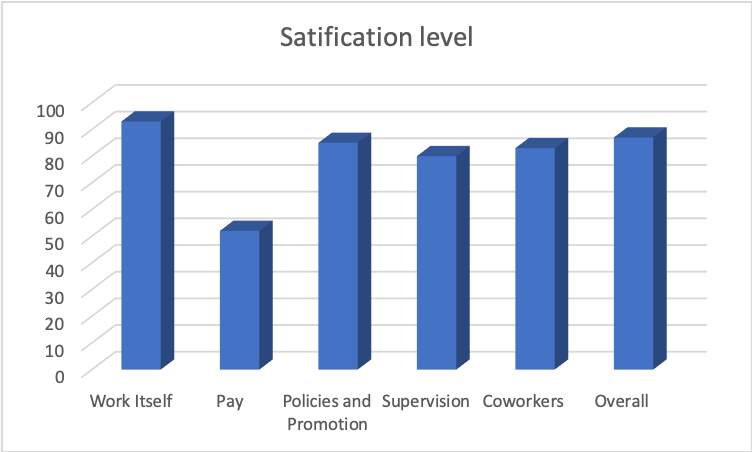 Satification level
100
90
80
70
60
50
40
30
20
10
0
Work Itself
Pay
Policies and
Promotion
Supervision
Coworkers
Overall